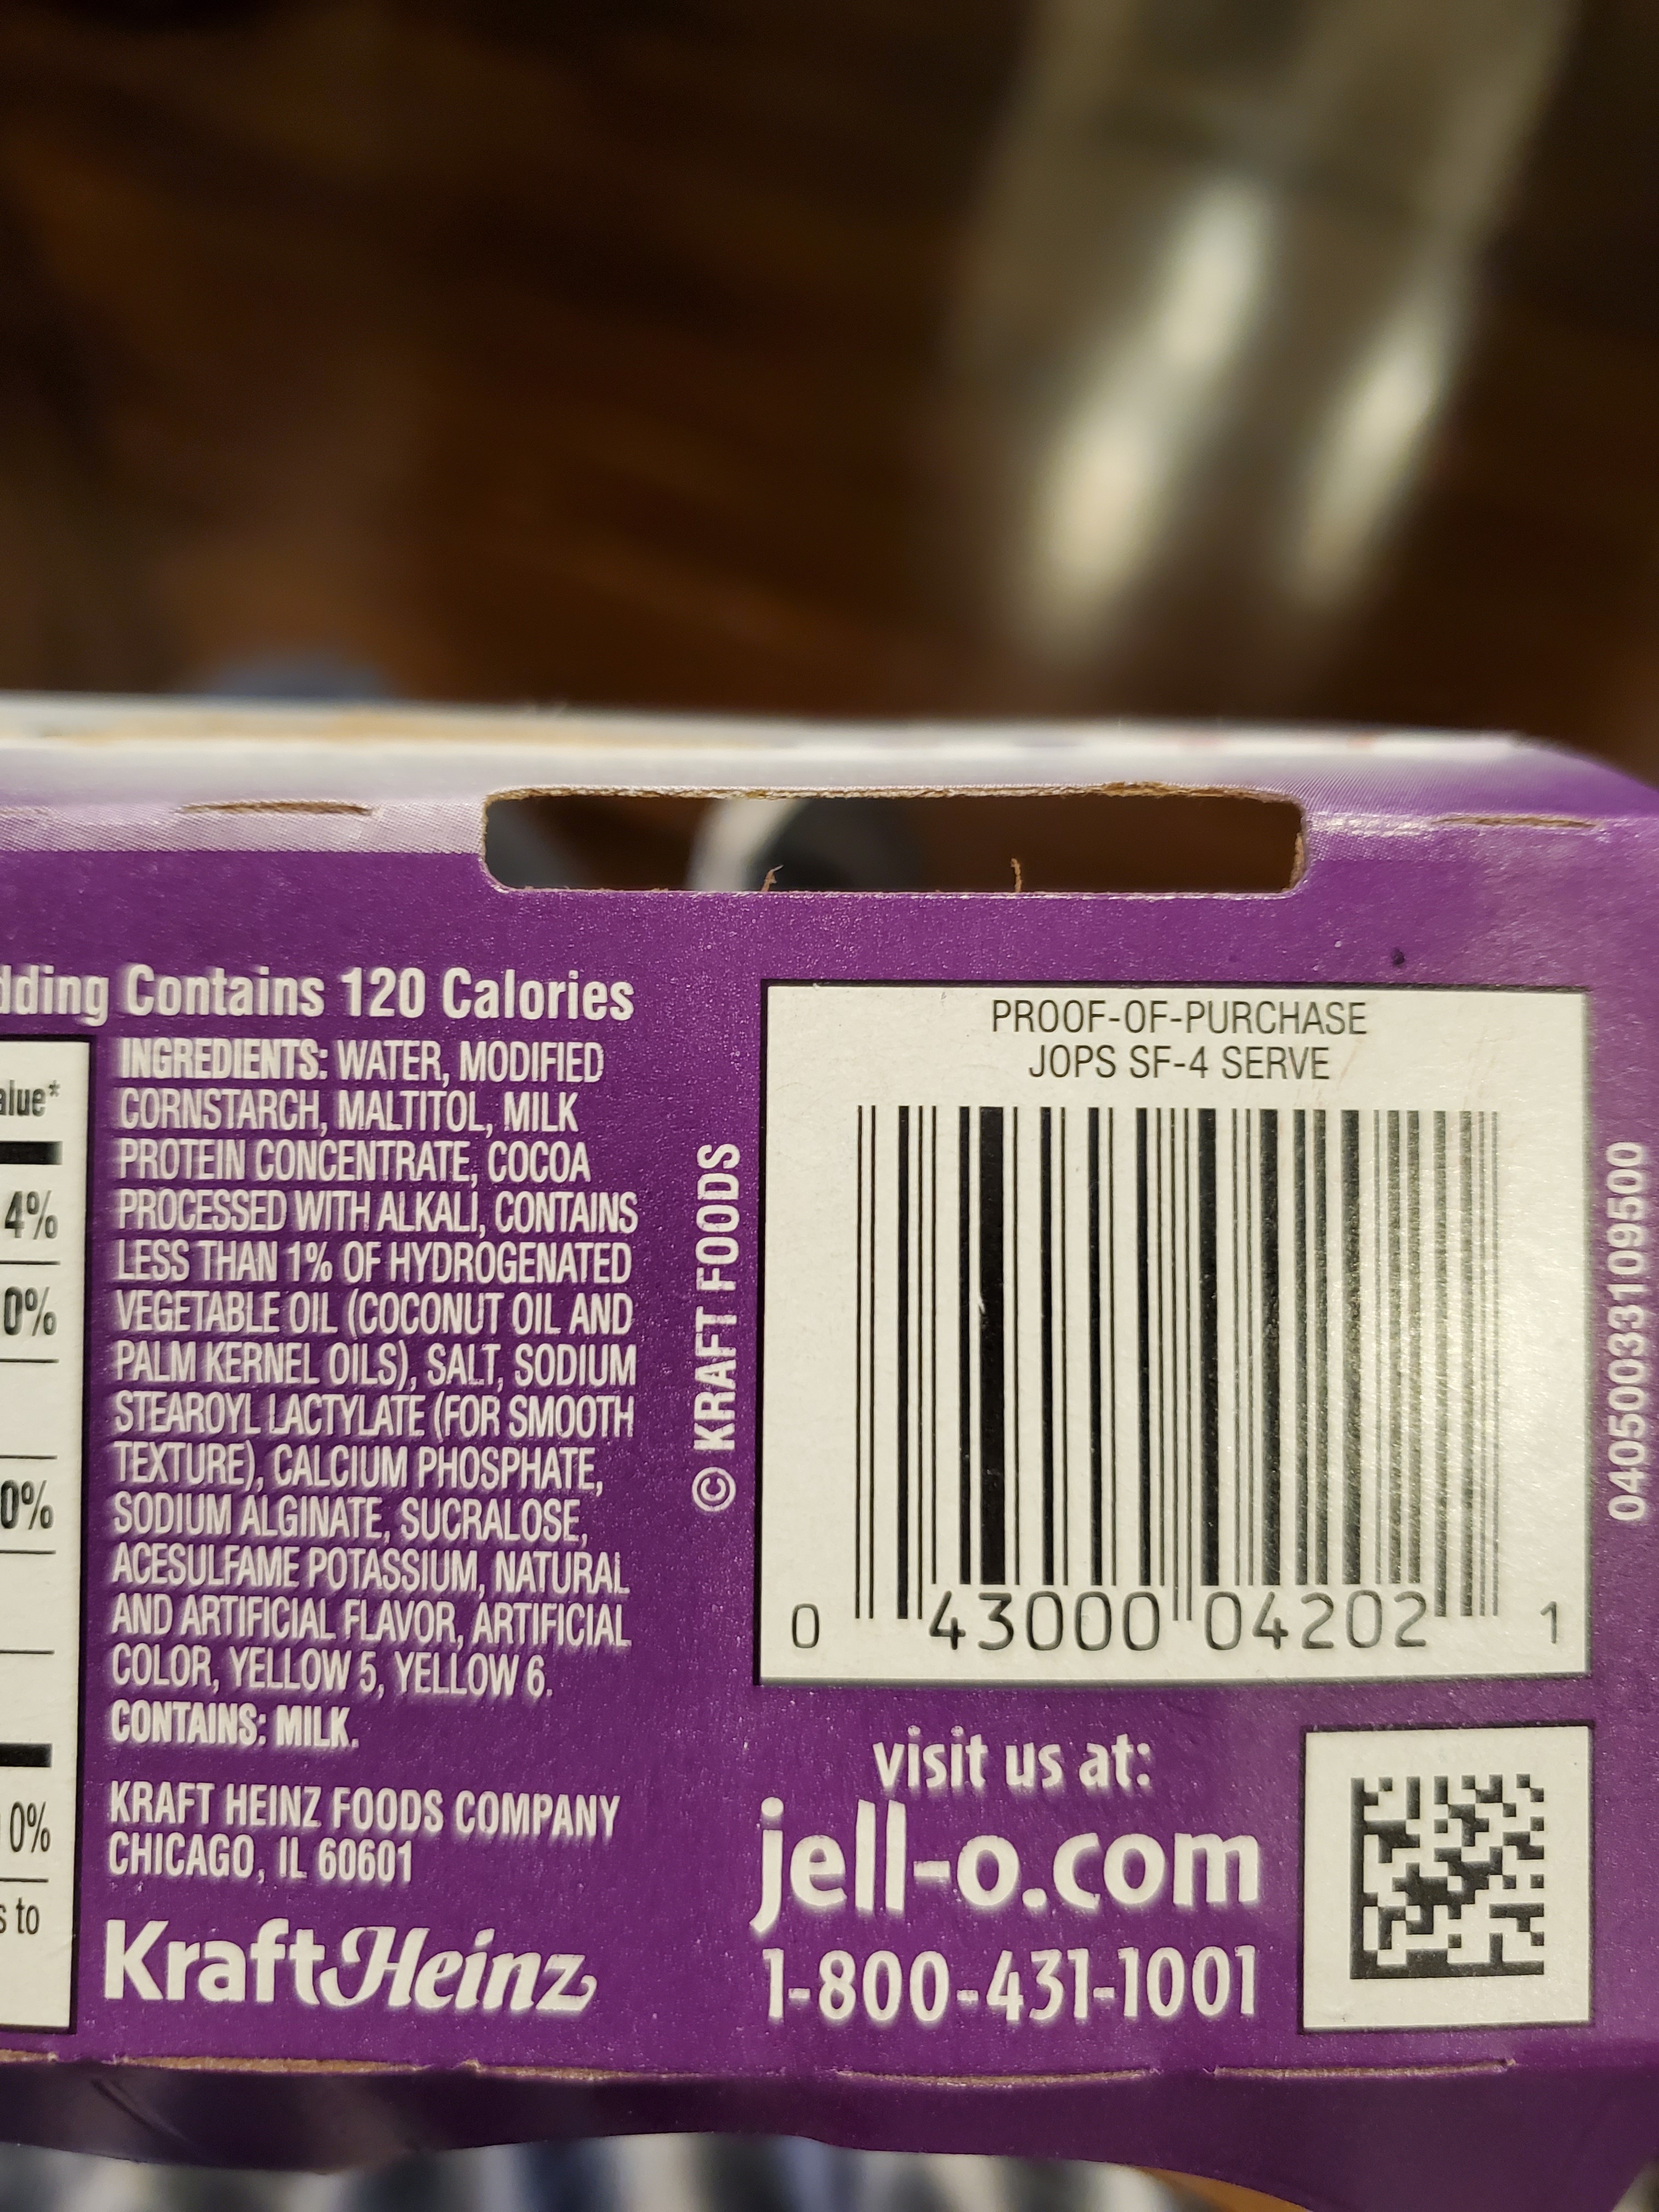 dding Contains 120 Calories
alue*
4%
0%
0%
0%
s to
INGREDIENTS: WATER, MODIFIED
CORNSTARCH, MALTITOL, MILK
PROTEIN CONCENTRATE, COCOA
PROCESSED WITH ALKALI, CONTAINS
LESS THAN 1% OF HYDROGENATED
VEGETABLE OIL (COCONUT OIL AND
PALM KERNEL OILS), SALT, SODIUM
STEAROYL LACTYLATE (FOR SMOOTH
TEXTURE), CALCIUM PHOSPHATE,
SODIUM ALGINATE, SUCRALOSE,
ACESULFAME POTASSIUM, NATURAL
AND ARTIFICIAL FLAVOR, ARTIFICIAL
COLOR, YELLOW 5, YELLOW 6.
CONTAINS: MILK.
KRAFT HEINZ FOODS COMPANY
CHICAGO, IL 60601
KraftHeinz
© KRAFT FOODS
PROOF-OF-PURCHASE
JOPS SF-4 SERVE
0 43000 04202 1
04050033109500
visit us at:
jell-o.com
1-800-431-1001